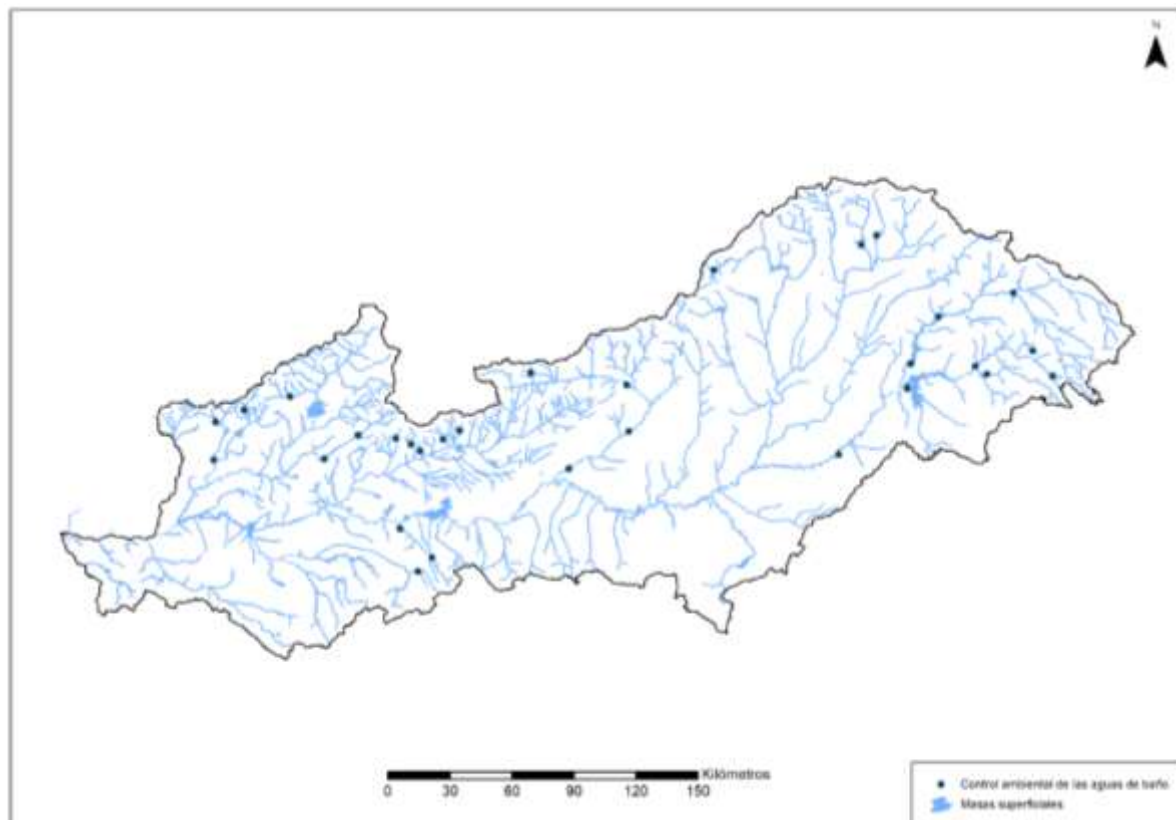 N
Kilómetros
0 30 60 90 120 150
Control ambiental de las aguas de baño
Masas superficiales